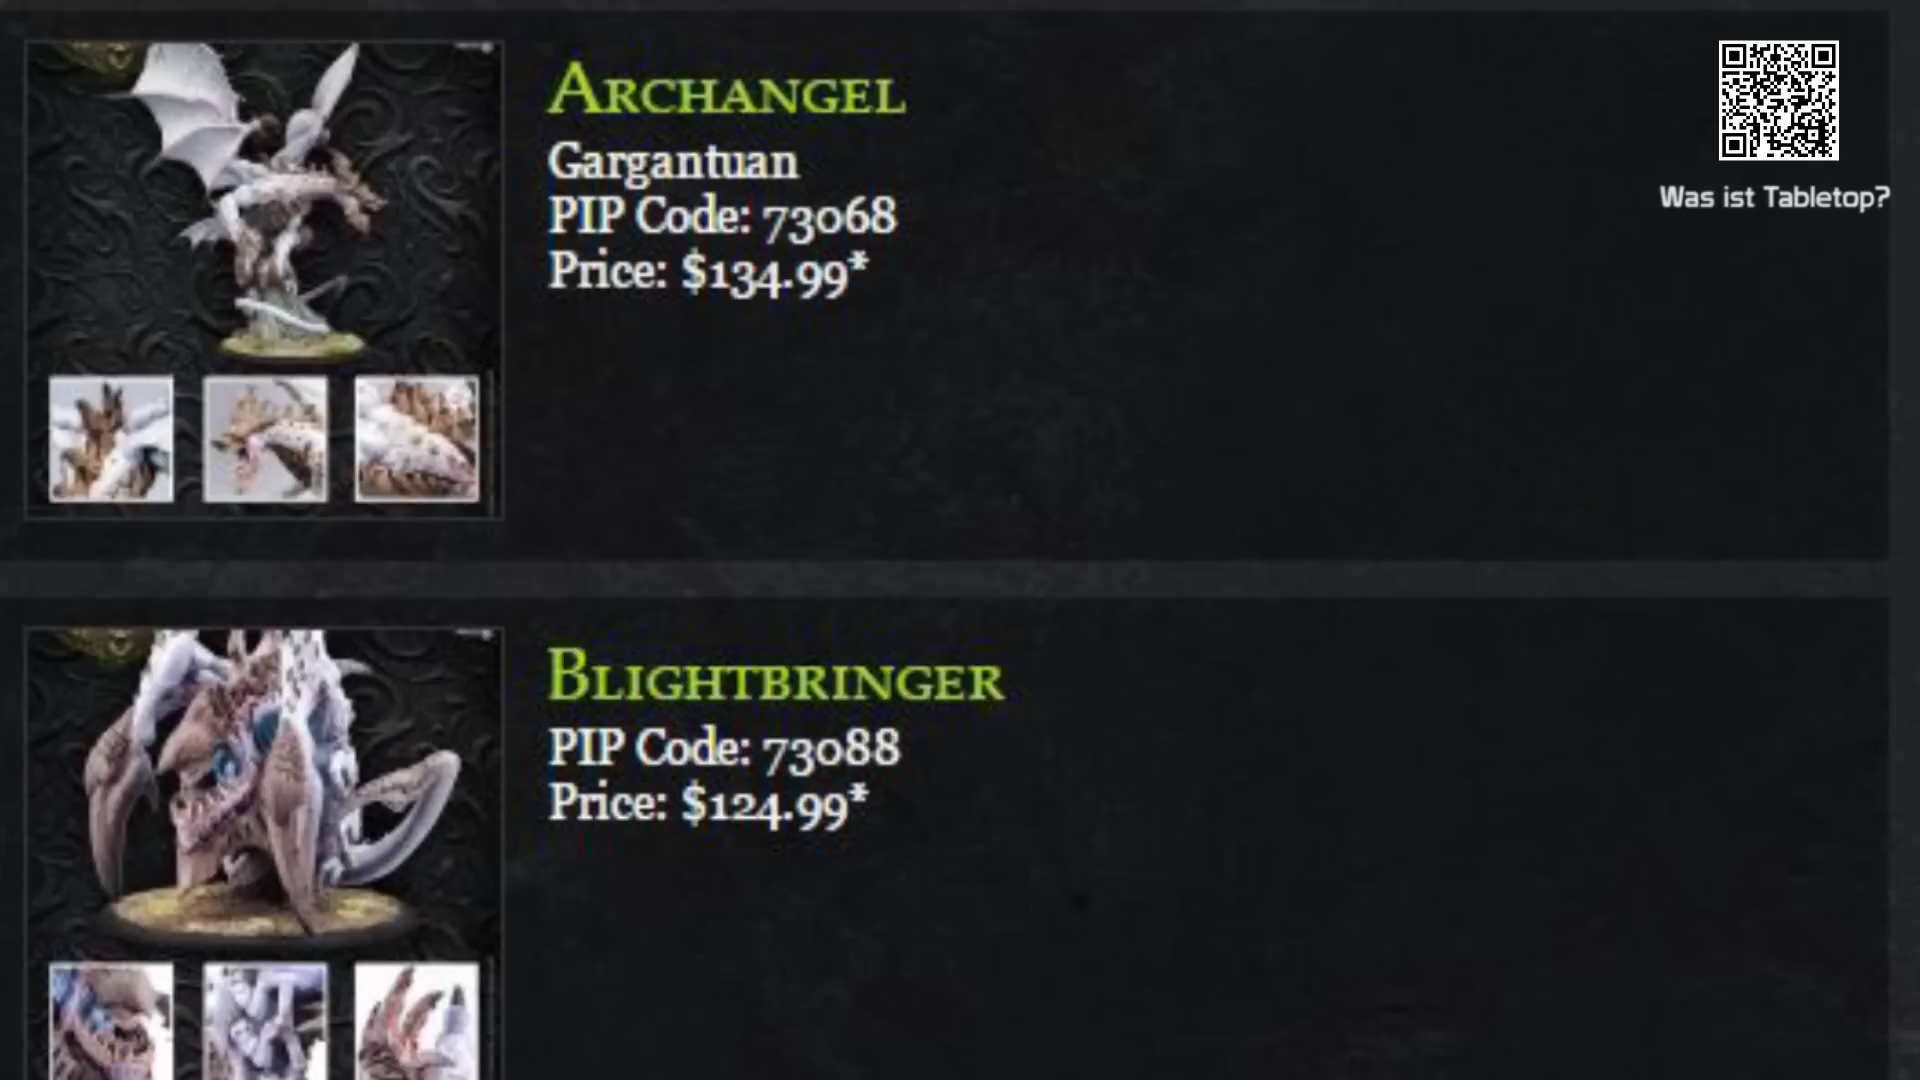 Archangel
Gargantuan
PIP Code: 73068
Price: $134.99*
Was ist Tabletop?
Blightbringer
PIP Code: 73088
Price: $124.99*